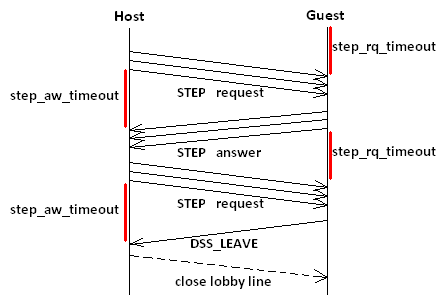 Host Guest
step_rq_timeout
step_aw_timeout
STEP request
STEP answer
step_rq_timeout
STEP request
step_aw_timeout
DSS_LEAVE
close lobby line